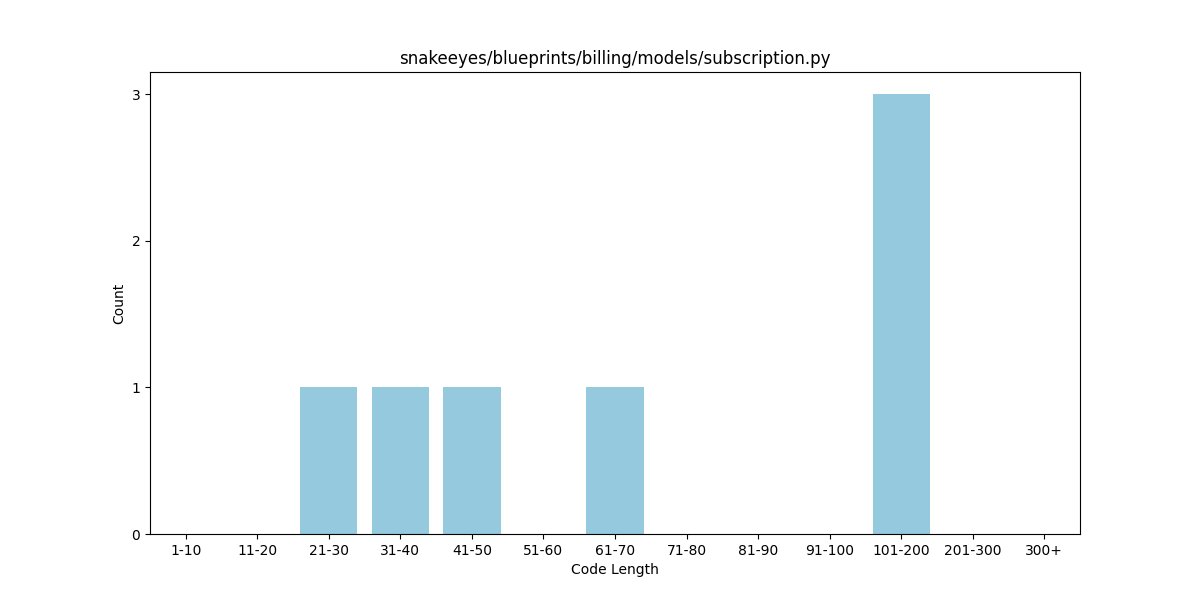 snakeeyes/blueprints/billing/models/subscription.py
3
2
1
0
Count
1-10 11-20 21-30 31-40 41-50 51-60 61-70 71-80 81-90 91-100 101-200 201-300 300+
Code Length